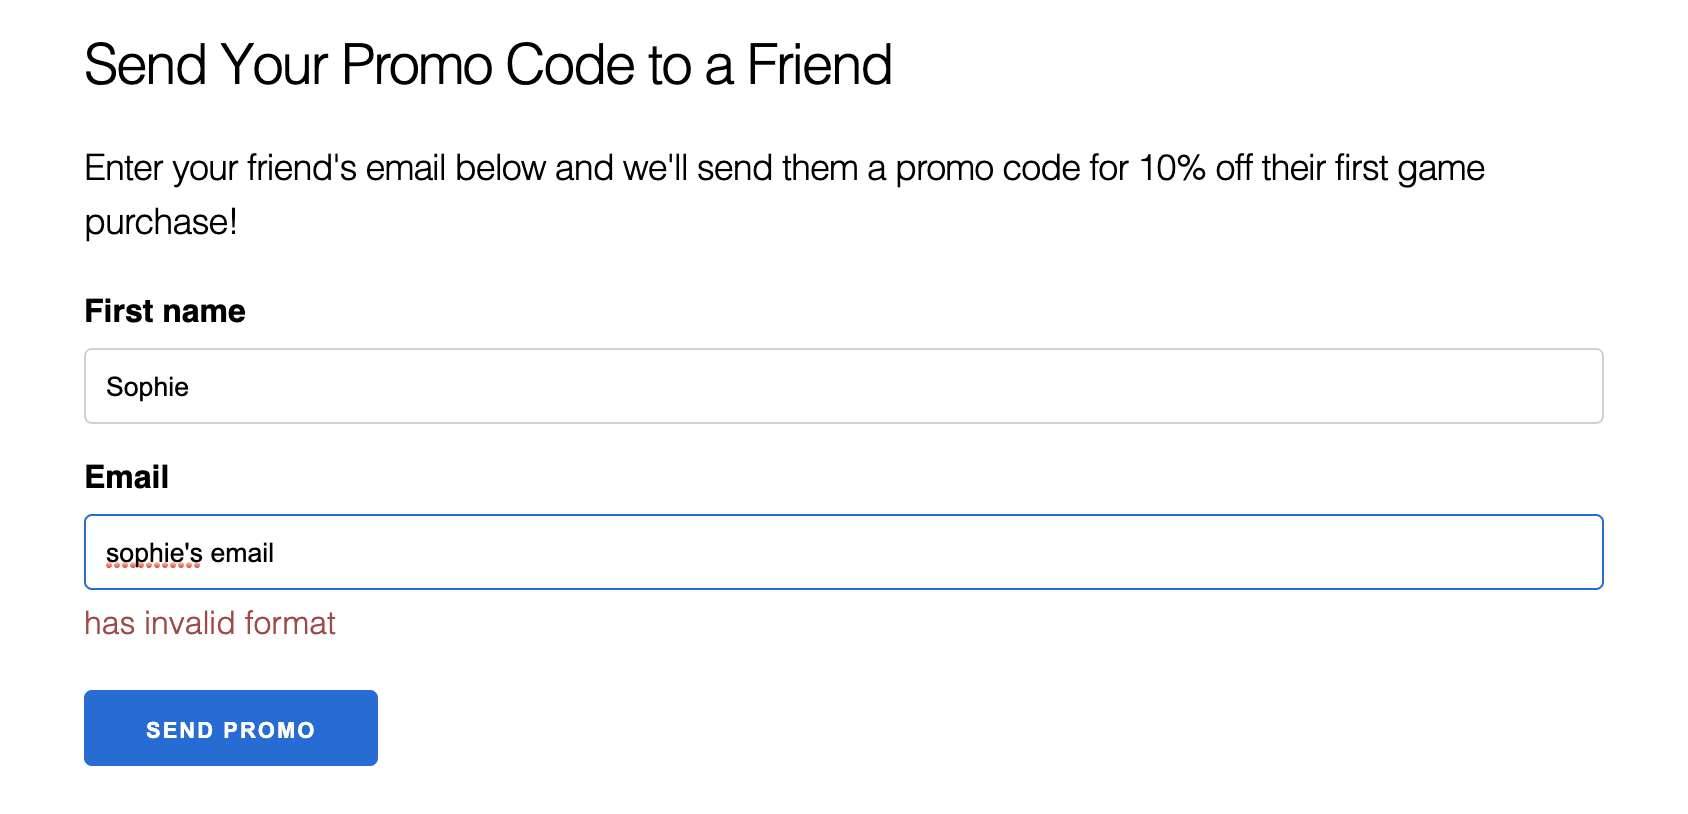 Send Your Promo Code to a Friend
Enter your friend's email below and we'll send them a promo code for 10% off their first game
purchase!
First name
Sophie
Email
sophie's email
has invalid format
SEND PROMO